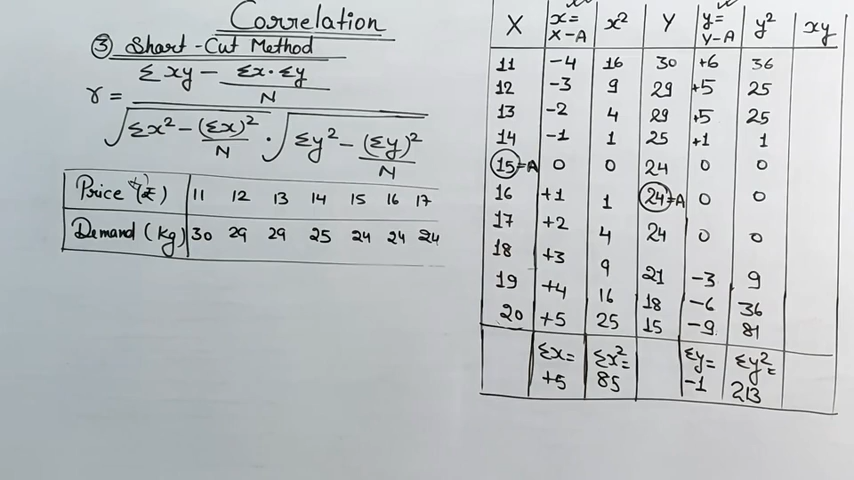 Correlation
③ Short-Cut Method
r = Σxy − Σx·Σy/N / √Σx² − (Σx)²/N · √Σy² − (Σy)²/N
Price (₹) 11 12 13 14 15 16 17
Demand (Kg) 30 29 29 25 24 24 24
X x=X−A x² Y y=Y−A y² xy
11 −4 16 30 +6 36
12 −3 9 29 +5 25
13 −2 4 29 +5 25
14 −1 1 25 +1 1
15=A 0 0 24 0 0
16 +1 1 24=A 0 0
17 +2 4 24 0 0
18 +3 9 21 −3 9
19 +4 16 18 −6 36
20 +5 25 15 −9 81
Σx=+5 Σx²=85 Σy=−1 Σy²=213